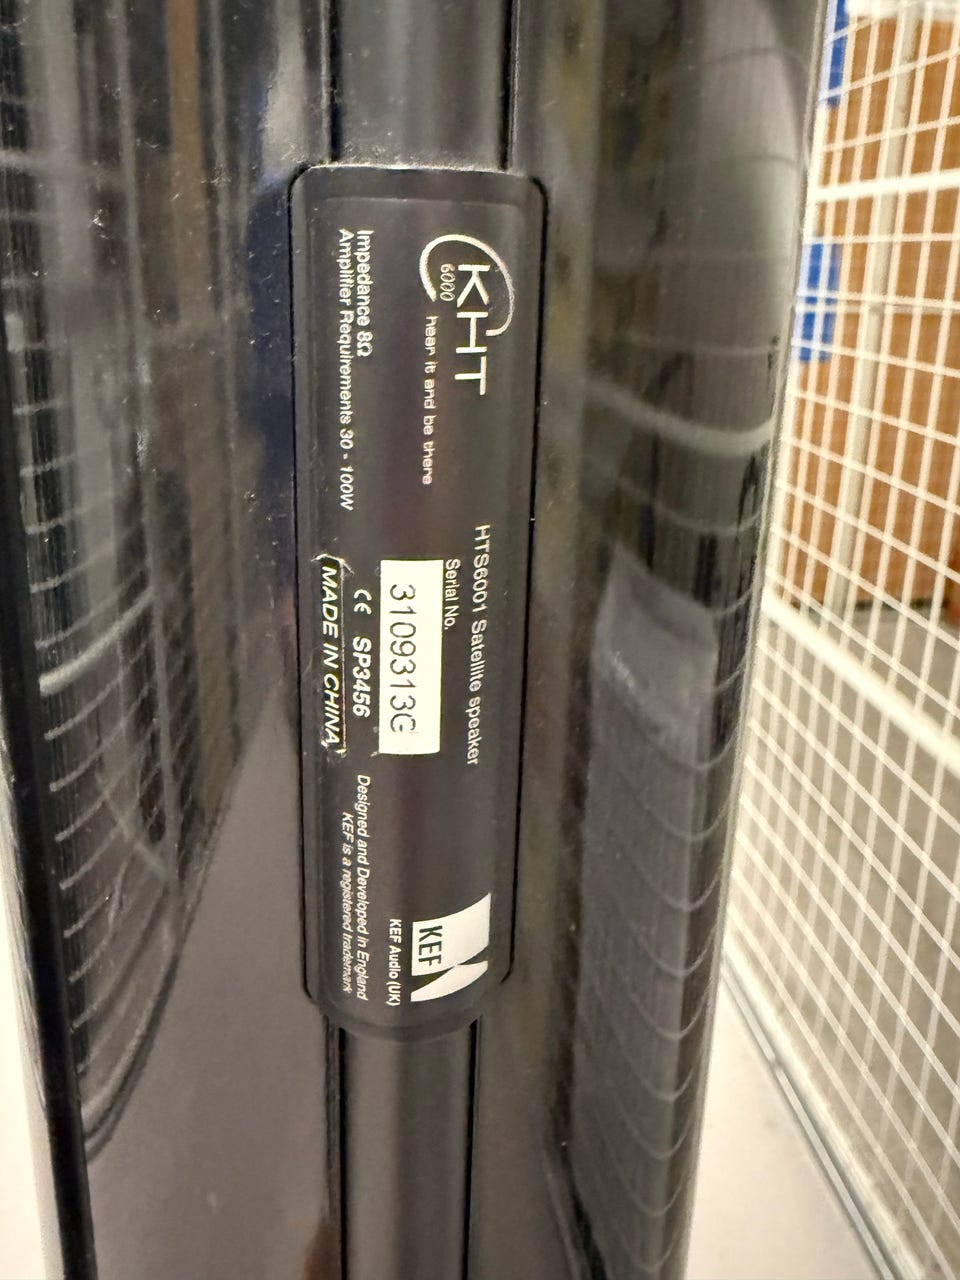 KHT
6000
hear it and be there
Impedance 8Ω
Amplifier Requirements 30 - 100W
HTS6001 Satellite speaker
Serial No.
3109313G
CE SP3456
MADE IN CHINA
KEF
KEF Audio (UK)
Designed and Developed in England
KEF is a registered trademark